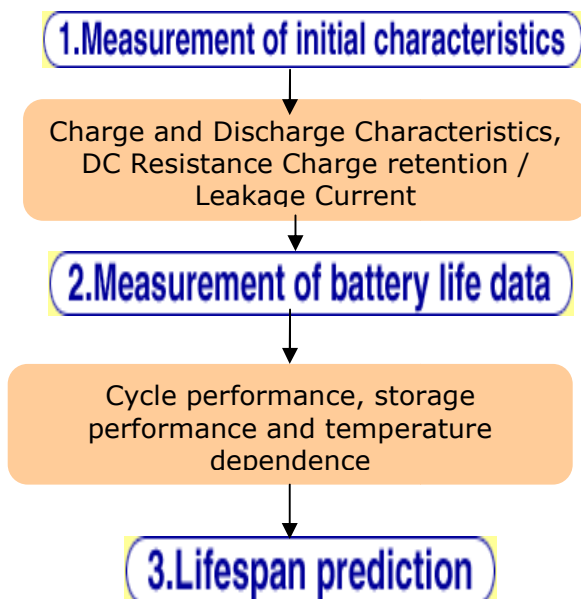 1.Measurement of initial characteristics
Charge and Discharge Characteristics,
DC Resistance Charge retention /
Leakage Current
2.Measurement of battery life data
Cycle performance, storage
performance and temperature
dependence
3.Lifespan prediction